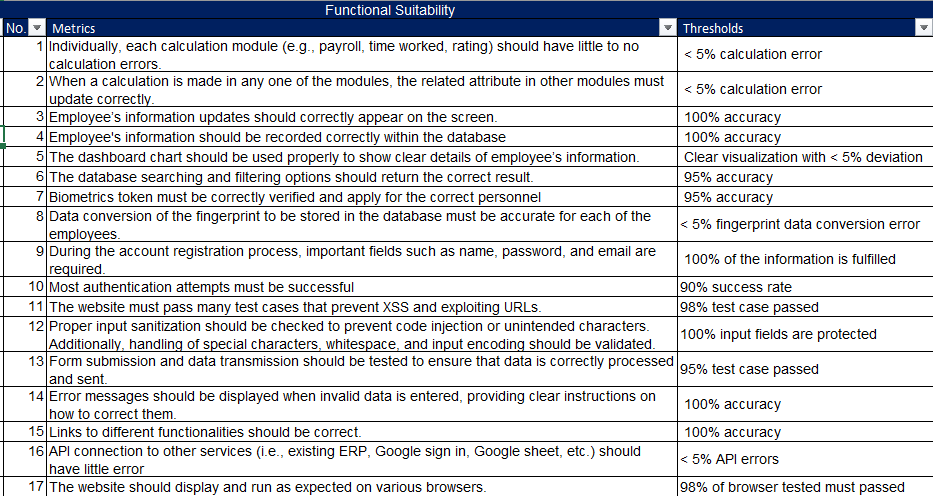 Functional Suitability
No. Metrics Thresholds
1 Individually, each calculation module (e.g., payroll, time worked, rating) should have little to no
calculation errors. < 5% calculation error
2 When a calculation is made in any one of the modules, the related attribute in other modules must
update correctly. < 5% calculation error
3 Employee's information updates should correctly appear on the screen. 100% accuracy
4 Employee's information should be recorded correctly within the database 100% accuracy
5 The dashboard chart should be used properly to show clear details of employee's information. Clear visualization with < 5% deviation
6 The database searching and filtering options should return the correct result. 95% accuracy
7 Biometrics token must be correctly verified and apply for the correct personnel 95% accuracy
8 Data conversion of the fingerprint to be stored in the database must be accurate for each of the
employees. < 5% fingerprint data conversion error
9 During the account registration process, important fields such as name, password, and email are
required. 100% of the information is fulfilled
10 Most authentication attempts must be successful 90% success rate
11 The website must pass many test cases that prevent XSS and exploiting URLs. 98% test case passed
12 Proper input sanitization should be checked to prevent code injection or unintended characters.
Additionally, handling of special characters, whitespace, and input encoding should be validated. 100% input fields are protected
13 Form submission and data transmission should be tested to ensure that data is correctly processed
and sent. 95% test case passed
14 Error messages should be displayed when invalid data is entered, providing clear instructions on
how to correct them. 100% accuracy
15 Links to different functionalities should be correct. 100% accuracy
16 API connection to other services (i.e., existing ERP, Google sign in, Google sheet, etc.) should
have little error < 5% API errors
17 The website should display and run as expected on various browsers. 98% of browser tested must passed